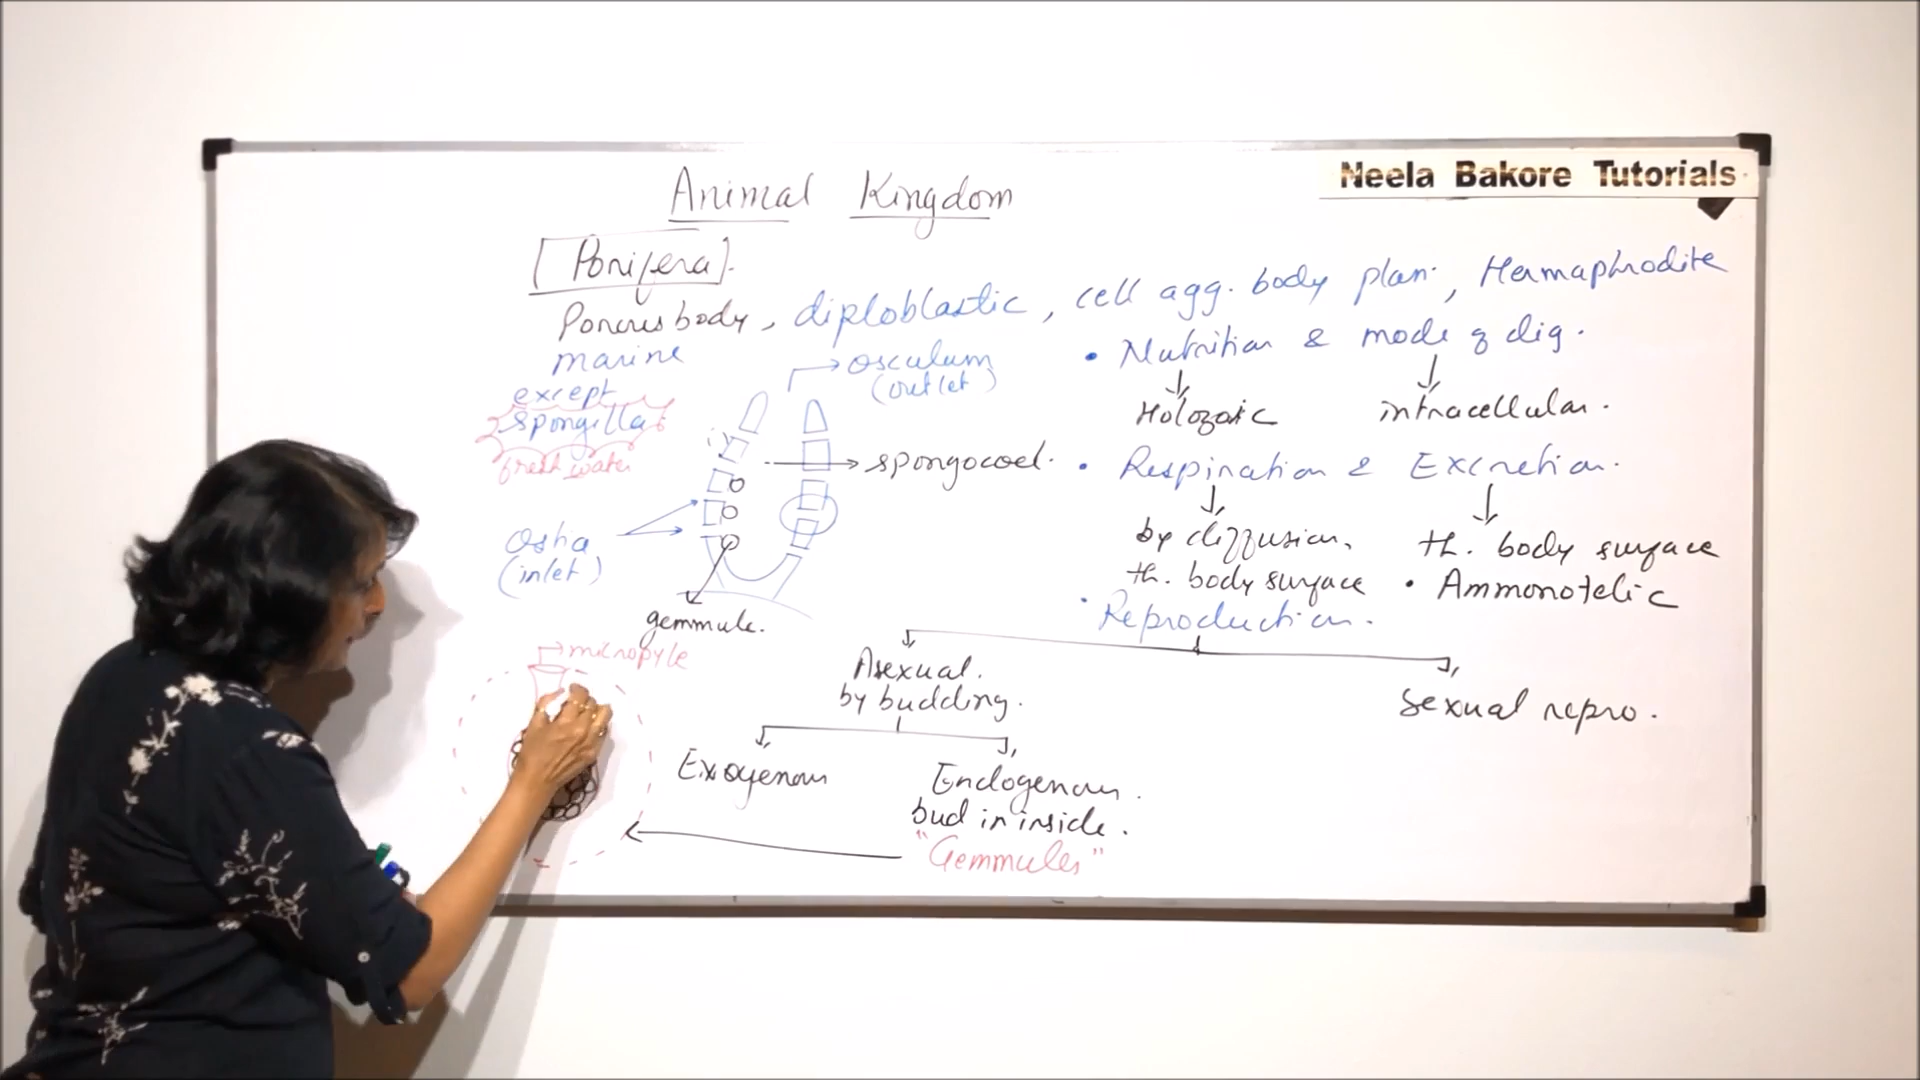 Neela Bakore Tutorials
Animal Kingdom
[Porifera].
Porous body, diploblastic, cell agg. body plan, Hermaphrodite
marine
except
Spongilla
fresh water
Osculum
(outlet)
spongocoel.
Ostia
(inlet)
gemmule.
micropyle
• Nutrition & mode of dig.
Holozoic
intracellular.
• Respiration & Excretion.
by diffusion,
th. body surface
th. body surface
• Ammonotelic
• Reproduction.
Asexual.
by budding.
Sexual repro.
Exogenous
Endogenous.
bud in inside.
"Gemmules"